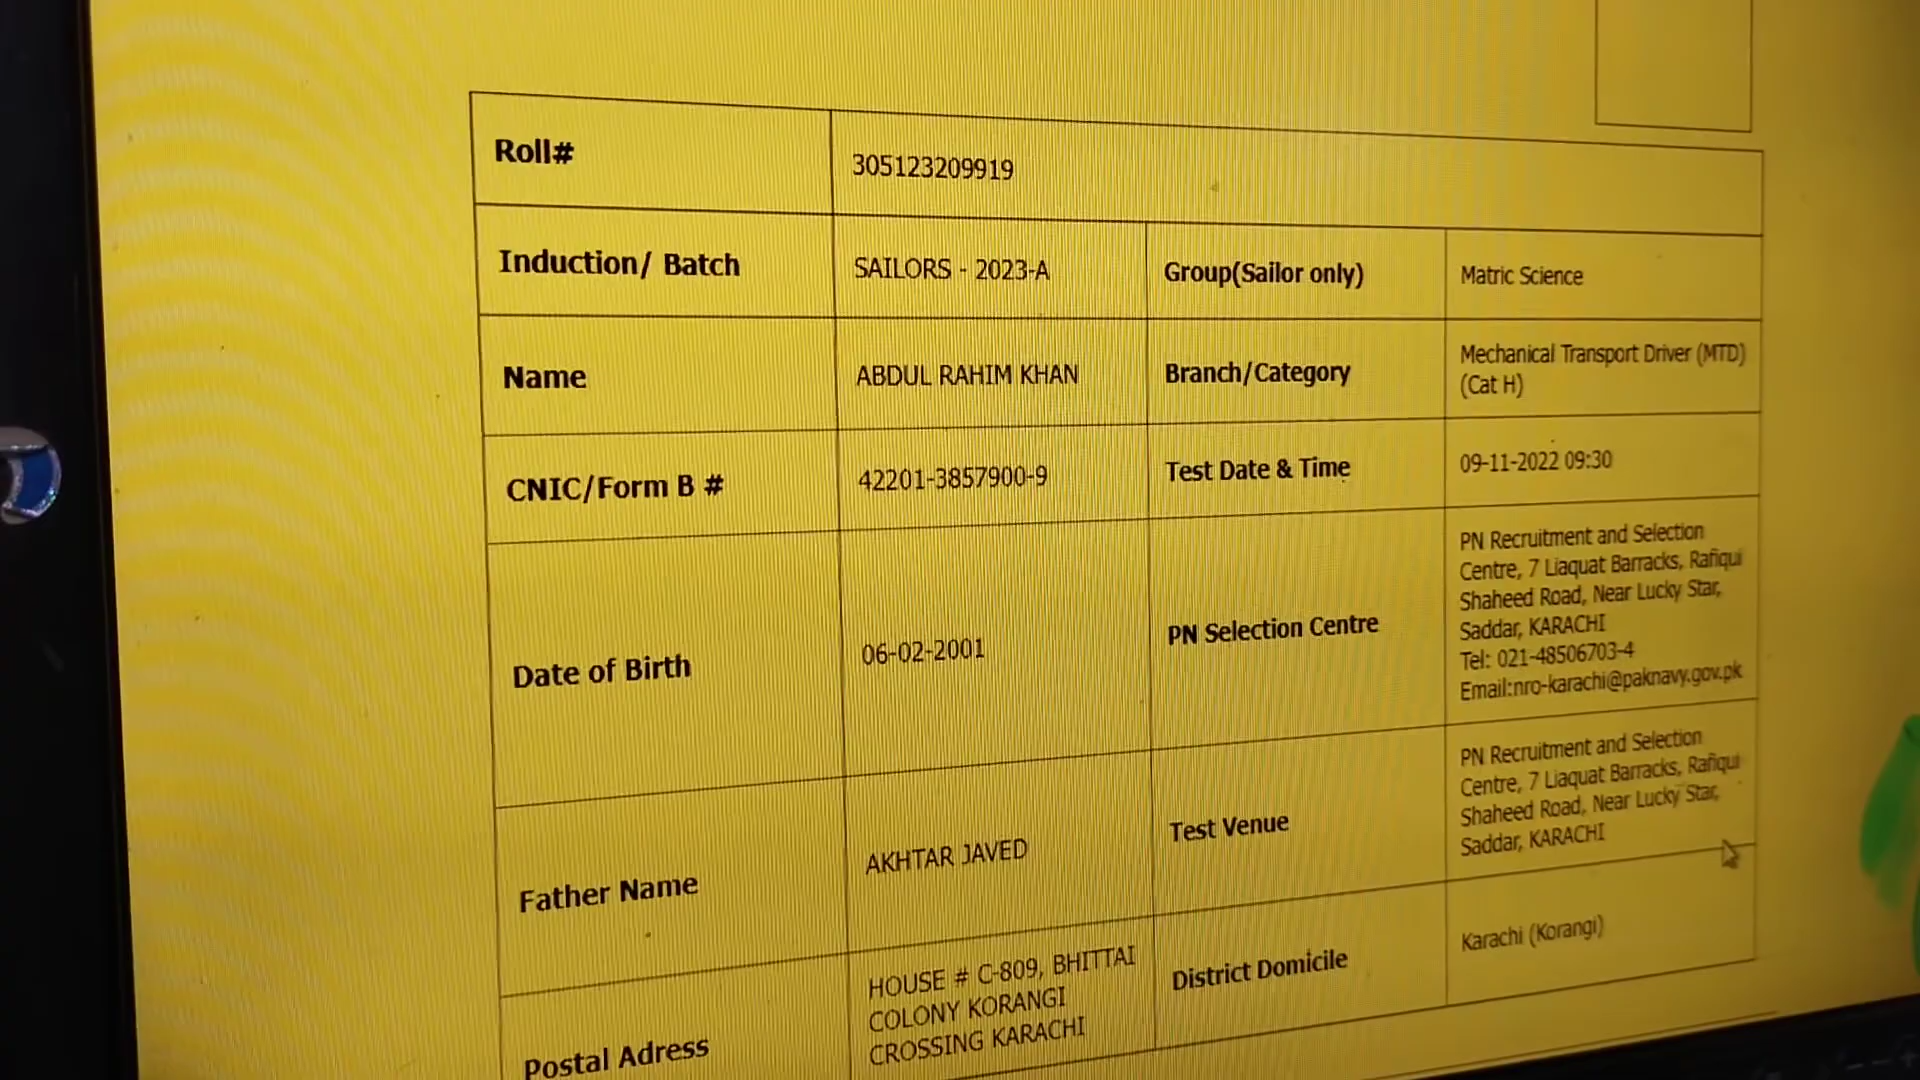 Roll#
305123209919
Induction/ Batch
SAILORS - 2023-A
Group(Sailor only)
Matric Science
Name
ABDUL RAHIM KHAN
Branch/Category
Mechanical Transport Driver (MTD)
(Cat H)
CNIC/Form B #
42201-3857900-9
Test Date & Time
09-11-2022 09:30
Date of Birth
06-02-2001
PN Selection Centre
PN Recruitment and Selection
Centre, 7 Liaquat Barracks, Rafiqui
Shaheed Road, Near Lucky Star,
Saddar, KARACHI
Tel: 021-48506703-4
Email:nro-karachi@paknavy.gov.pk
Father Name
AKHTAR JAVED
Test Venue
PN Recruitment and Selection
Centre, 7 Liaquat Barracks, Rafiqui
Shaheed Road, Near Lucky Star,
Saddar, KARACHI
Postal Adress
HOUSE # C-809, BHITTAI
COLONY KORANGI
CROSSING KARACHI
District Domicile
Karachi (Korangi)